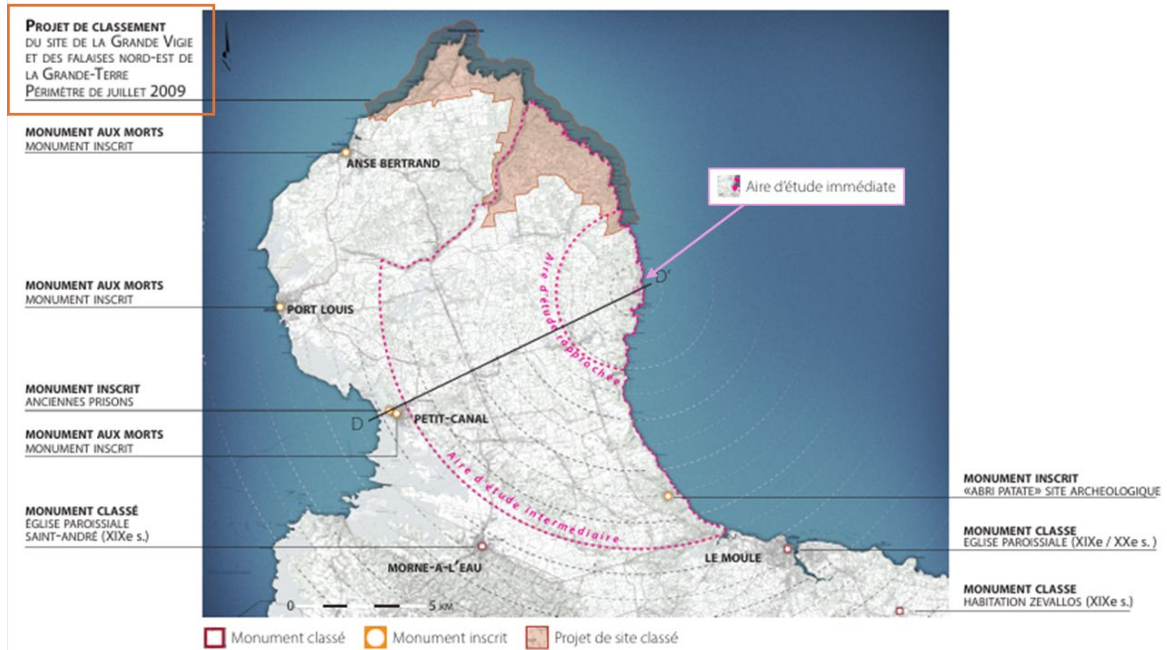 PROJET DE CLASSEMENT
DU SITE DE LA GRANDE VIGIE
ET DES FALAISES NORD-EST DE
LA GRANDE-TERRE
PÉRIMÈTRE DE JUILLET 2009
MONUMENT AUX MORTS
MONUMENT INSCRIT
ANSE BERTRAND
Aire d'étude immédiate
Aire d'étude rapprochée
D'
MONUMENT AUX MORTS
MONUMENT INSCRIT
PORT LOUIS
MONUMENT INSCRIT
ANCIENNES PRISONS
D
PETIT-CANAL
MONUMENT AUX MORTS
MONUMENT INSCRIT
Aire d'étude intermédiaire
MONUMENT INSCRIT
«ABRI PATATE» SITE ARCHEOLOGIQUE
MONUMENT CLASSÉ
ÉGLISE PAROISSIALE
SAINT-ANDRÉ (XIXe s.)
MORNE-A-L'EAU
LE MOULE
MONUMENT CLASSE
EGLISE PAROISSIALE (XIXe / XXe s. )
MONUMENT CLASSE
HABITATION ZEVALLOS (XIXe s.)
0 5 KM
Monument classé
Monument inscrit
Projet de site classé